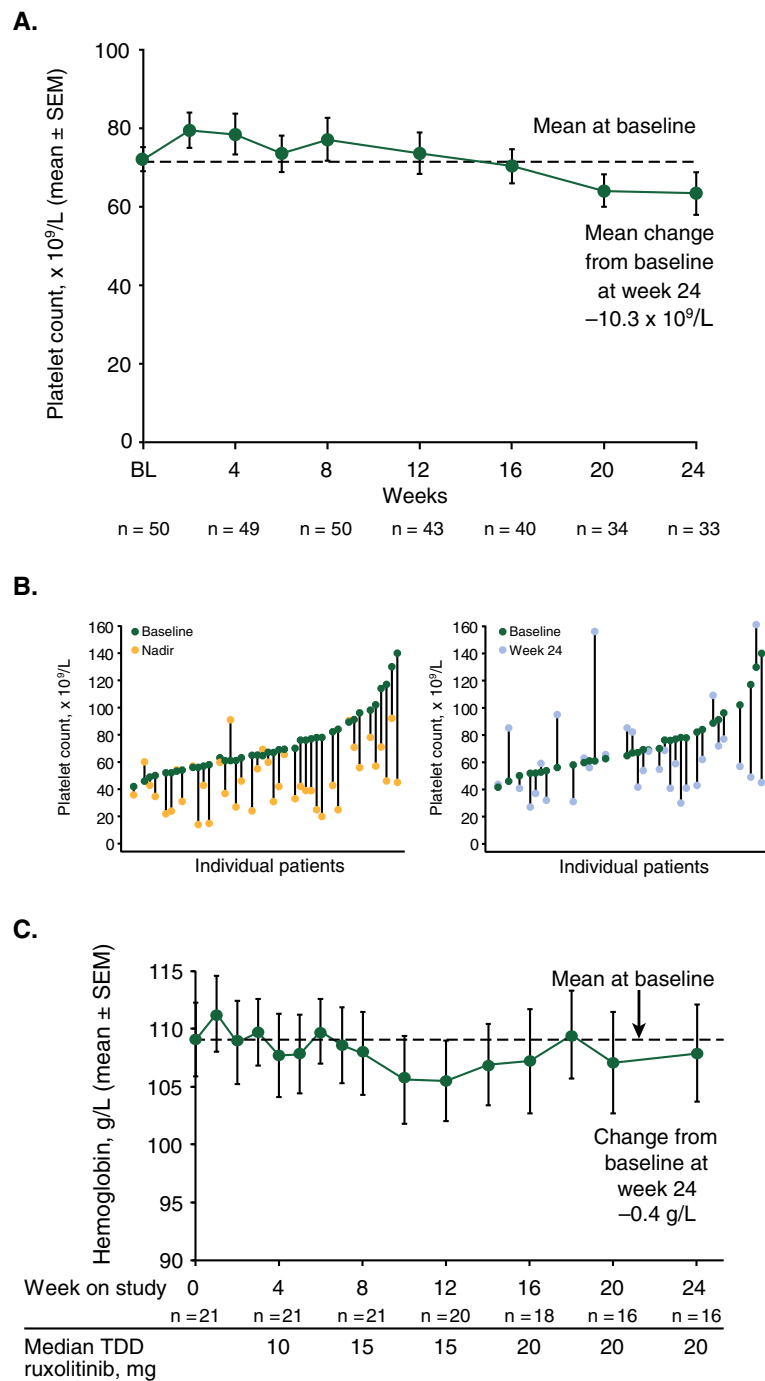 A.
Platelet count, x 10⁹/L (mean ± SEM)
100
80
60
40
20
0
Mean at baseline
Mean change
from baseline
at week 24
–10.3 x 10⁹/L
BL 4 8 12 16 20 24
Weeks
n = 50 n = 49 n = 50 n = 43 n = 40 n = 34 n = 33
B.
Platelet count, x 10⁹/L
160
140
120
100
80
60
40
20
0
Baseline
Nadir
Individual patients
Platelet count, x 10⁹/L
160
140
120
100
80
60
40
20
0
Baseline
Week 24
Individual patients
C.
Hemoglobin, g/L (mean ± SEM)
115
110
105
100
95
90
Mean at baseline
Change from
baseline at
week 24
–0.4 g/L
Week on study 0 4 8 12 16 20 24
n =21 n =21 n =21 n =20 n =18 n =16 n =16
Median TDD 10 15 15 20 20 20
ruxolitinib, mg